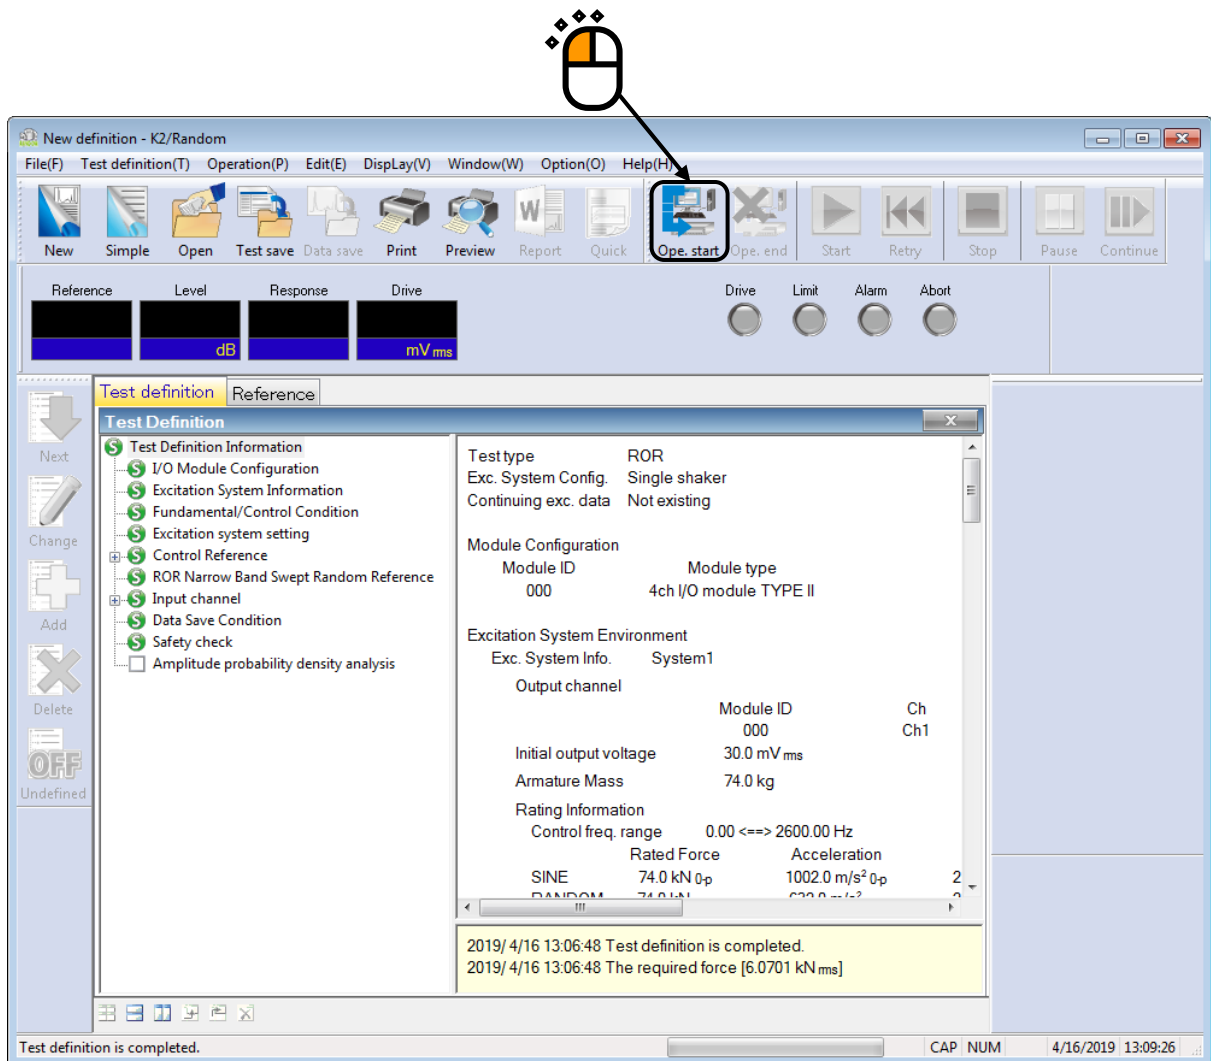 New definition - K2/Random
File(F) Test definition(T) Operation(P) Edit(E) DispLay(V) Window(W) Option(O) Help(H)
New Simple Open Test save Data save Print Preview Report Quick Ope. start Ope. end Start Retry Stop Pause Continue
Reference Level Response Drive Drive Limit Alarm Abort
dB mV rms
Test definition Reference
Test Definition
Next
Change
Add
Delete
OFF
Undefined
Test Definition Information
I/O Module Configuration
Excitation System Information
Fundamental/Control Condition
Excitation system setting
Control Reference
ROR Narrow Band Swept Random Reference
Input channel
Data Save Condition
Safety check
Amplitude probability density analysis
Test type ROR
Exc. System Config. Single shaker
Continuing exc. data Not existing
Module Configuration
Module ID Module type
000 4ch I/O module TYPE II
Excitation System Environment
Exc. System Info. System1
Output channel
Module ID Ch
000 Ch1
Initial output voltage 30.0 mV rms
Armature Mass 74.0 kg
Rating Information
Control freq. range 0.00 <==> 2600.00 Hz
Rated Force Acceleration
SINE 74.0 kN 0-p 1002.0 m/s² 0-p 2
2019/ 4/16 13:06:48 Test definition is completed.
2019/ 4/16 13:06:48 The required force [6.0701 kN rms]
Test definition is completed. CAP NUM 4/16/2019 13:09:26